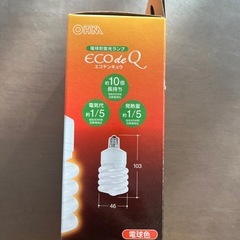 OHM
電球形蛍光ランプ
ECO de Q
エコデンキュウ
約10倍
長持ち
電気代
約1/5
発熱量
約1/5
103
46
電球色